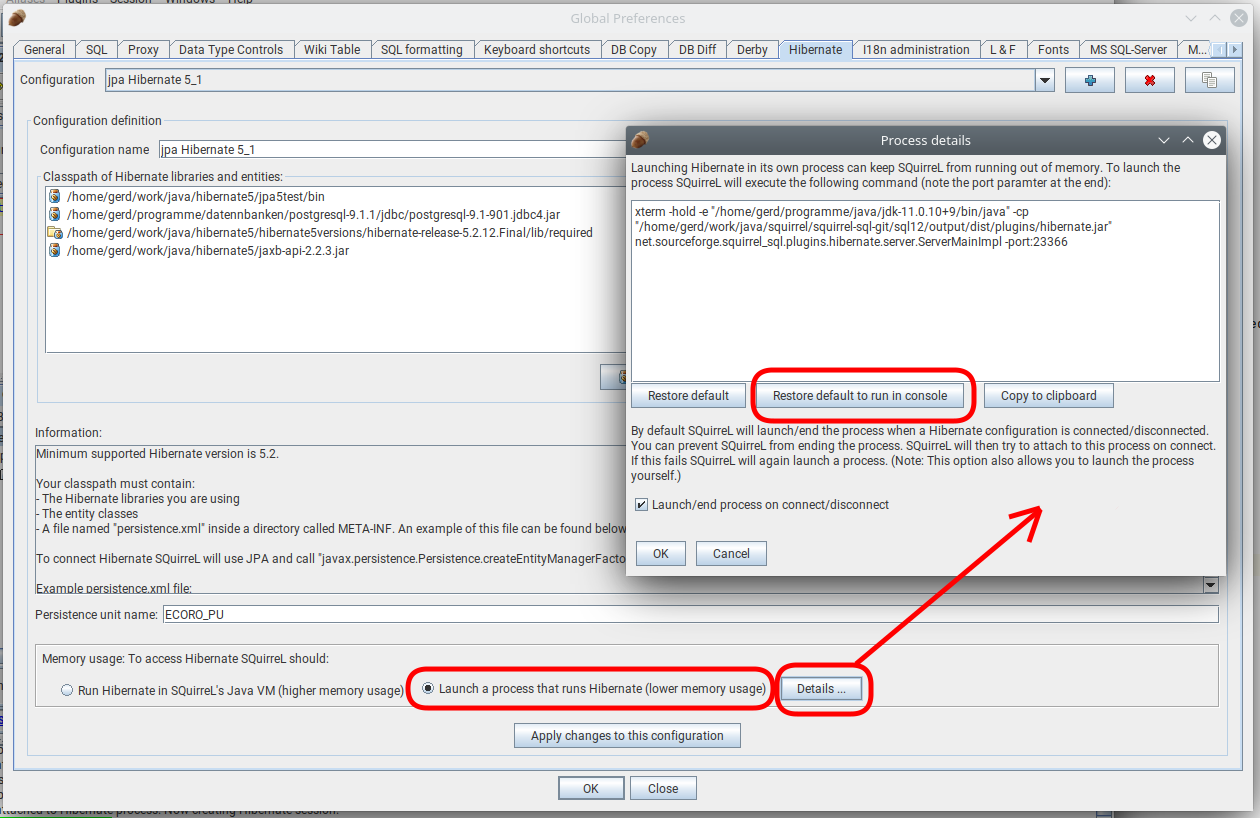 Aliases Plugins Session Windows Help
Global Preferences
General SQL Proxy Data Type Controls Wiki Table SQL formatting Keyboard shortcuts DB Copy DB Diff Derby Hibernate I18n administration L & F Fonts MS SQL-Server M...
Configuration jpa Hibernate 5_1
Configuration definition
Configuration name jpa Hibernate 5_1
Classpath of Hibernate libraries and entities:
/home/gerd/work/java/hibernate5/jpa5test/bin
/home/gerd/programme/datennbanken/postgresql-9.1.1/jdbc/postgresql-9.1-901.jdbc4.jar
/home/gerd/work/java/hibernate5/hibernate5versions/hibernate-release-5.2.12.Final/lib/required
/home/gerd/work/java/hibernate5/jaxb-api-2.2.3.jar
Information:
Minimum supported Hibernate version is 5.2.
Your classpath must contain:
- The Hibernate libraries you are using
- The entity classes
- A file named "persistence.xml" inside a directory called META-INF. An example of this file can be found below
To connect Hibernate SQuirreL will use JPA and call "javax.persistence.Persistence.createEntityManagerFacto
Example persistence.xml file:
Persistence unit name: ECORO_PU
Memory usage: To access Hibernate SQuirreL should:
Run Hibernate in SQuirreL's Java VM (higher memory usage) Launch a process that runs Hibernate (lower memory usage) Details ...
Apply changes to this configuration
OK Close
Process details
Launching Hibernate in its own process can keep SQuirreL from running out of memory. To launch the
process SQuirreL will execute the following command (note the port paramter at the end):
xterm -hold -e "/home/gerd/programme/java/jdk-11.0.10+9/bin/java" -cp
"/home/gerd/work/java/squirrel/squirrel-sql-git/sql12/output/dist/plugins/hibernate.jar"
net.sourceforge.squirrel_sql.plugins.hibernate.server.ServerMainImpl -port:23366
Restore default Restore default to run in console Copy to clipboard
By default SQuirreL will launch/end the process when a Hibernate configuration is connected/disconnected.
You can prevent SQuirreL from ending the process. SQuirreL will then try to attach to this process on connect.
If this fails SQuirreL will again launch a process. (Note: This option also allows you to launch the process
yourself.)
Launch/end process on connect/disconnect
OK Cancel
attached to Hibernate process. Now creating Hibernate session.